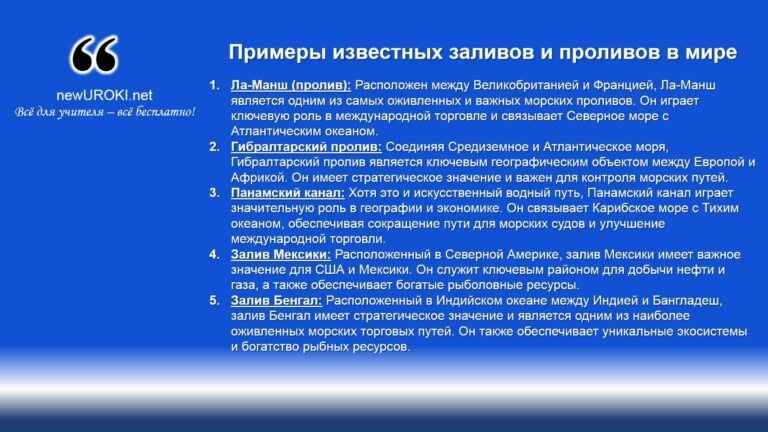 Примеры известных заливов и проливов в мире
newUROKI.net
Всё для учителя – всё бесплатно!
1. Ла-Манш (пролив): Расположен между Великобританией и Францией, Ла-Манш
является одним из самых оживленных и важных морских проливов. Он играет
ключевую роль в международной торговле и связывает Северное море с
Атлантическим океаном.
2. Гибралтарский пролив: Соединяя Средиземное и Атлантическое моря,
Гибралтарский пролив является ключевым географическим объектом между Европой и
Африкой. Он имеет стратегическое значение и важен для контроля морских путей.
3. Панамский канал: Хотя это и искусственный водный путь, Панамский канал играет
значительную роль в географии и экономике. Он связывает Карибское море с Тихим
океаном, обеспечивая сокращение пути для морских судов и улучшение
международной торговли.
4. Залив Мексики: Расположенный в Северной Америке, залив Мексики имеет важное
значение для США и Мексики. Он служит ключевым районом для добычи нефти и
газа, а также обеспечивает богатые рыболовные ресурсы.
5. Залив Бенгал: Расположенный в Индийском океане между Индией и Бангладеш,
залив Бенгал имеет стратегическое значение и является одним из наиболее
оживленных морских торговых путей. Он также обеспечивает уникальные экосистемы
и богатство рыбных ресурсов.